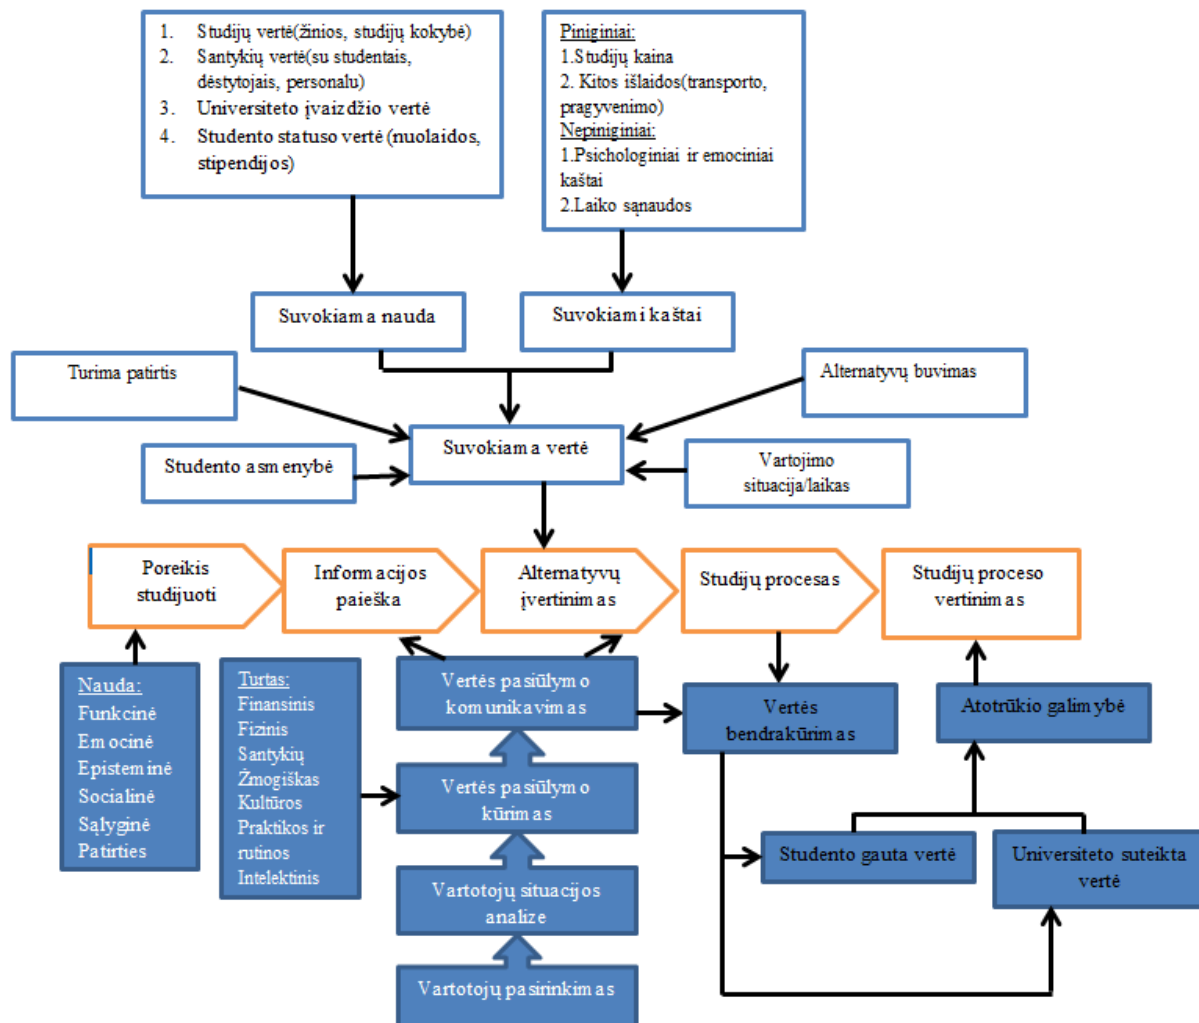 1. Studijų vertė(žinios, studijų kokybė)
2. Santykių vertė(su studentais,
dėstytojais, personalu)
3. Universiteto įvaizdžio vertė
4. Studento statuso vertė (nuolaidos,
stipendijos)
Piniginiai:
1.Studijų kaina
2. Kitos išlaidos(transporto,
pragyvenimo)
Nepiniginiai:
1.Psichologiniai ir emociniai
kaštai
2.Laiko sąnaudos
Suvokiama nauda
Suvokiami kaštai
Turima patirtis
Alternatyvų buvimas
Suvokiama vertė
Studento asmenybė
Vartojimo
situacija/laikas
Poreikis
studijuoti
Informacijos
paieška
Alternatyvų
įvertinimas
Studijų procesas
Studijų proceso
vertinimas
Nauda:
Funkcinė
Emocinė
Episteminė
Socialinė
Sąlyginė
Patirties
Turtas:
Finansinis
Fizinis
Santykių
Žmogiškas
Kultūros
Praktikos ir
rutinos
Intelektinis
Vertės pasiūlymo
komunikavimas
Vertės pasiūlymo
kūrimas
Vartotojų situacijos
analize
Vartotojų pasirinkimas
Vertės
bendrakūrimas
Atotrūkio galimybė
Studento gauta vertė
Universiteto suteikta
vertė